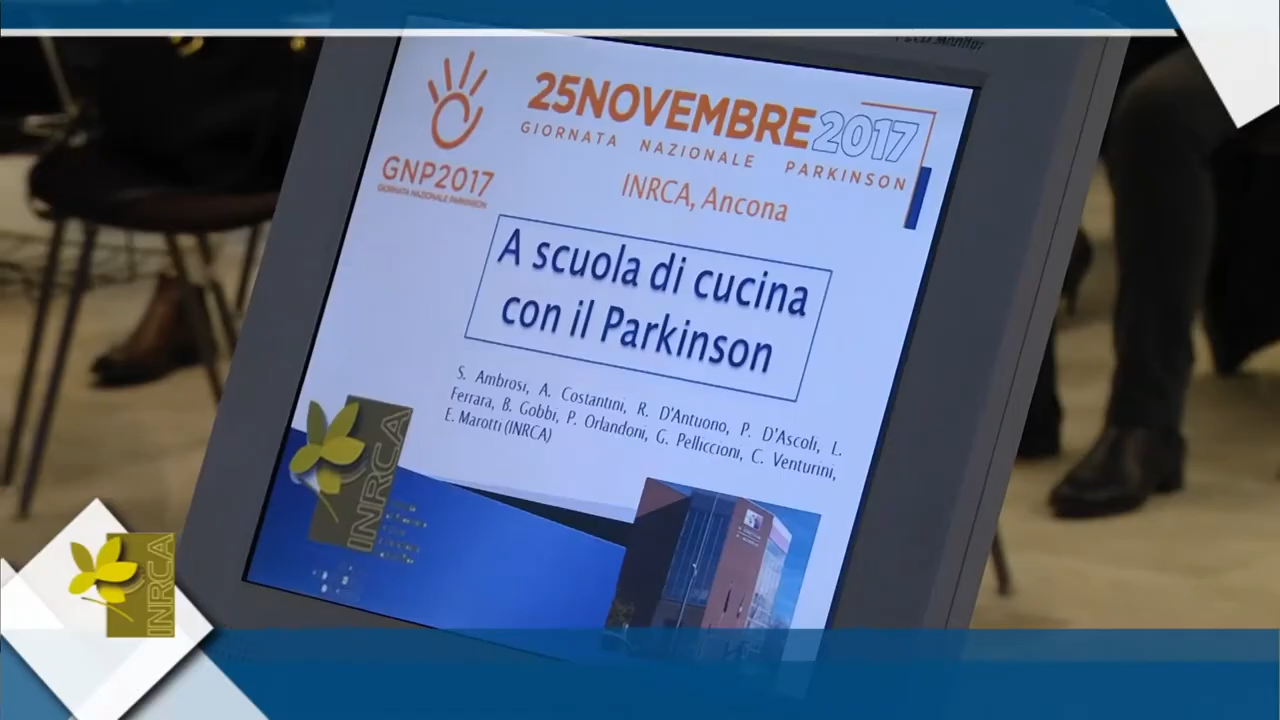 25NOVEMBRE2017
GIORNATA NAZIONALE PARKINSON
GNP2017
GIORNATA NAZIONALE PARKINSON
INRCA, Ancona
A scuola di cucina
con il Parkinson
S. Ambrosi, A. Costantini, R. D'Antuono, P. D'Ascoli, L.
Ferrara, B. Gobbi, P. Orlandoni, G. Pelliccioni, C. Venturini,
E. Marotti (INRCA)
INRCA
INRCA